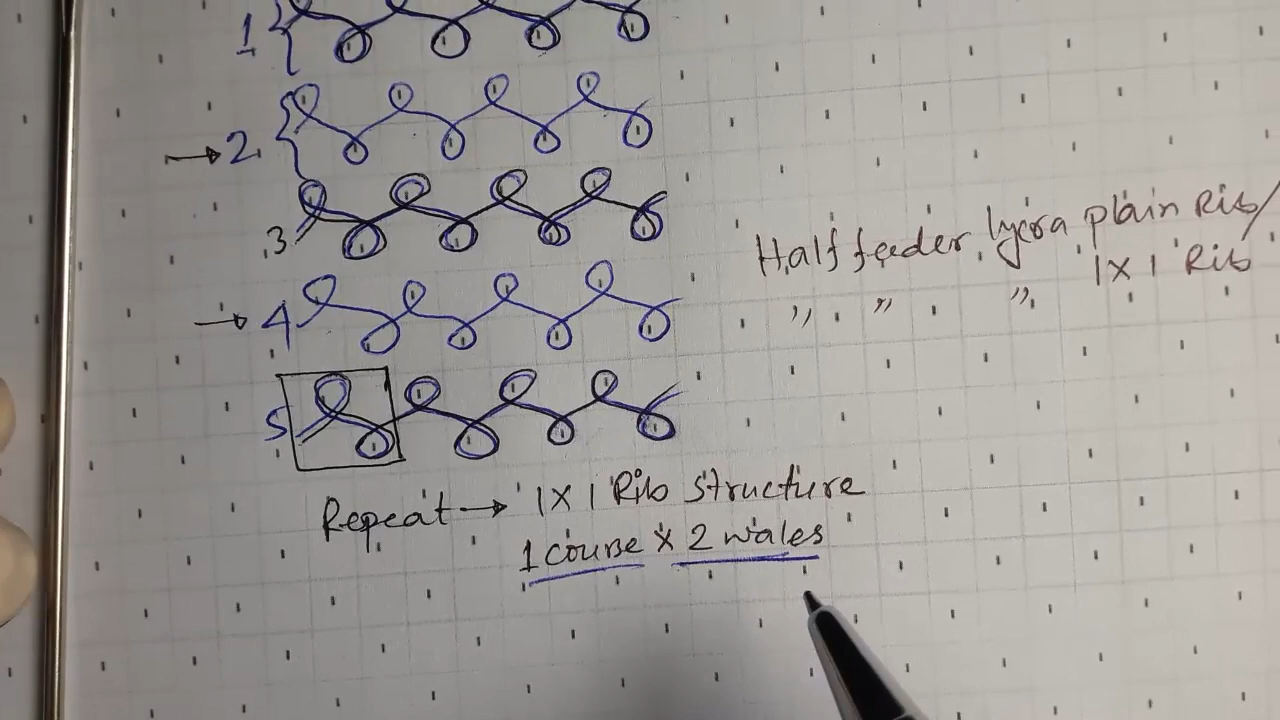 1
→ 2.
3
→ 4
5
Half feeder lycra plain Rib/
1X1 Rib
" " "
Repeat → 1X1 Rib structure
1 course X 2 wales